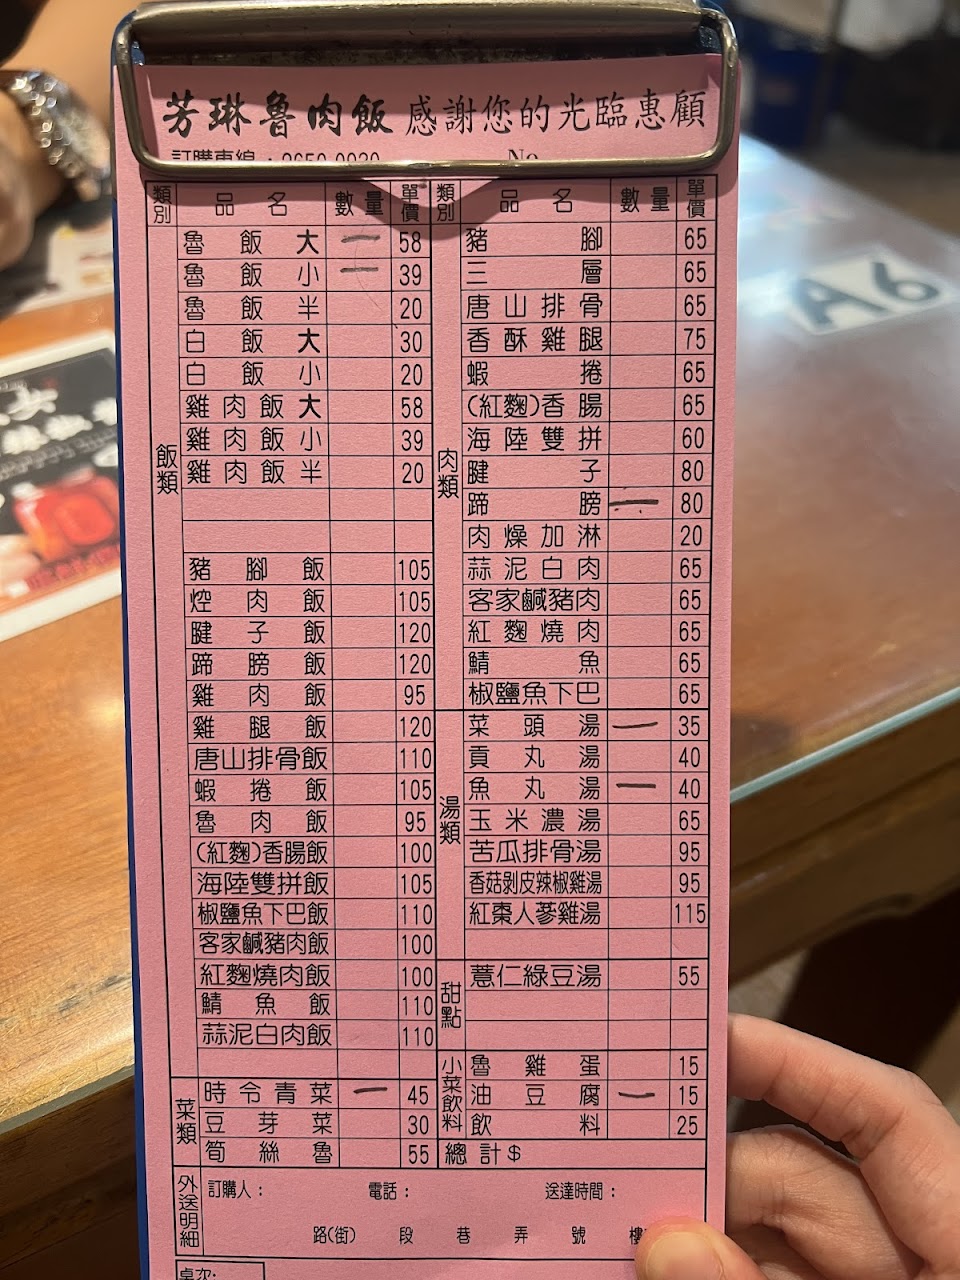 芳琳魯肉飯 感謝您的光臨惠顧
類別 品名 數量 單價 類別 品名 數量 單價
飯類
魯飯大 一 58
魯飯小 一 39
魯飯半 20
白飯大 30
白飯小 20
雞肉飯大 58
雞肉飯小 39
雞肉飯半 20
豬腳飯 105
焢肉飯 105
腱子飯 120
蹄膀飯 120
雞肉飯 95
雞腿飯 120
唐山排骨飯 110
蝦捲飯 105
魯肉飯 95
(紅麴)香腸飯 100
海陸雙拼飯 105
椒鹽魚下巴飯 110
客家鹹豬肉飯 100
紅麴燒肉飯 100
鯖魚飯 110
蒜泥白肉飯 110
菜類
時令青菜 一 45
豆芽菜 30
筍絲魯 55
肉類
豬腳 65
三層 65
唐山排骨 65
香酥雞腿 75
蝦捲 65
(紅麴)香腸 65
海陸雙拼 60
腱子 80
蹄膀 一 80
肉燥加淋 20
蒜泥白肉 65
客家鹹豬肉 65
紅麴燒肉 65
鯖魚 65
椒鹽魚下巴 65
湯類
菜頭湯 一 35
貢丸湯 40
魚丸湯 一 40
玉米濃湯 65
苦瓜排骨湯 95
香菇剝皮辣椒雞湯 95
紅棗人蔘雞湯 115
甜點
薏仁綠豆湯 55
小菜飲料
魯雞蛋 15
油豆腐 一 15
飲料 25
總計$
外送明細
訂購人： 電話： 送達時間：
路(街) 段 巷 弄 號
桌次:
A6